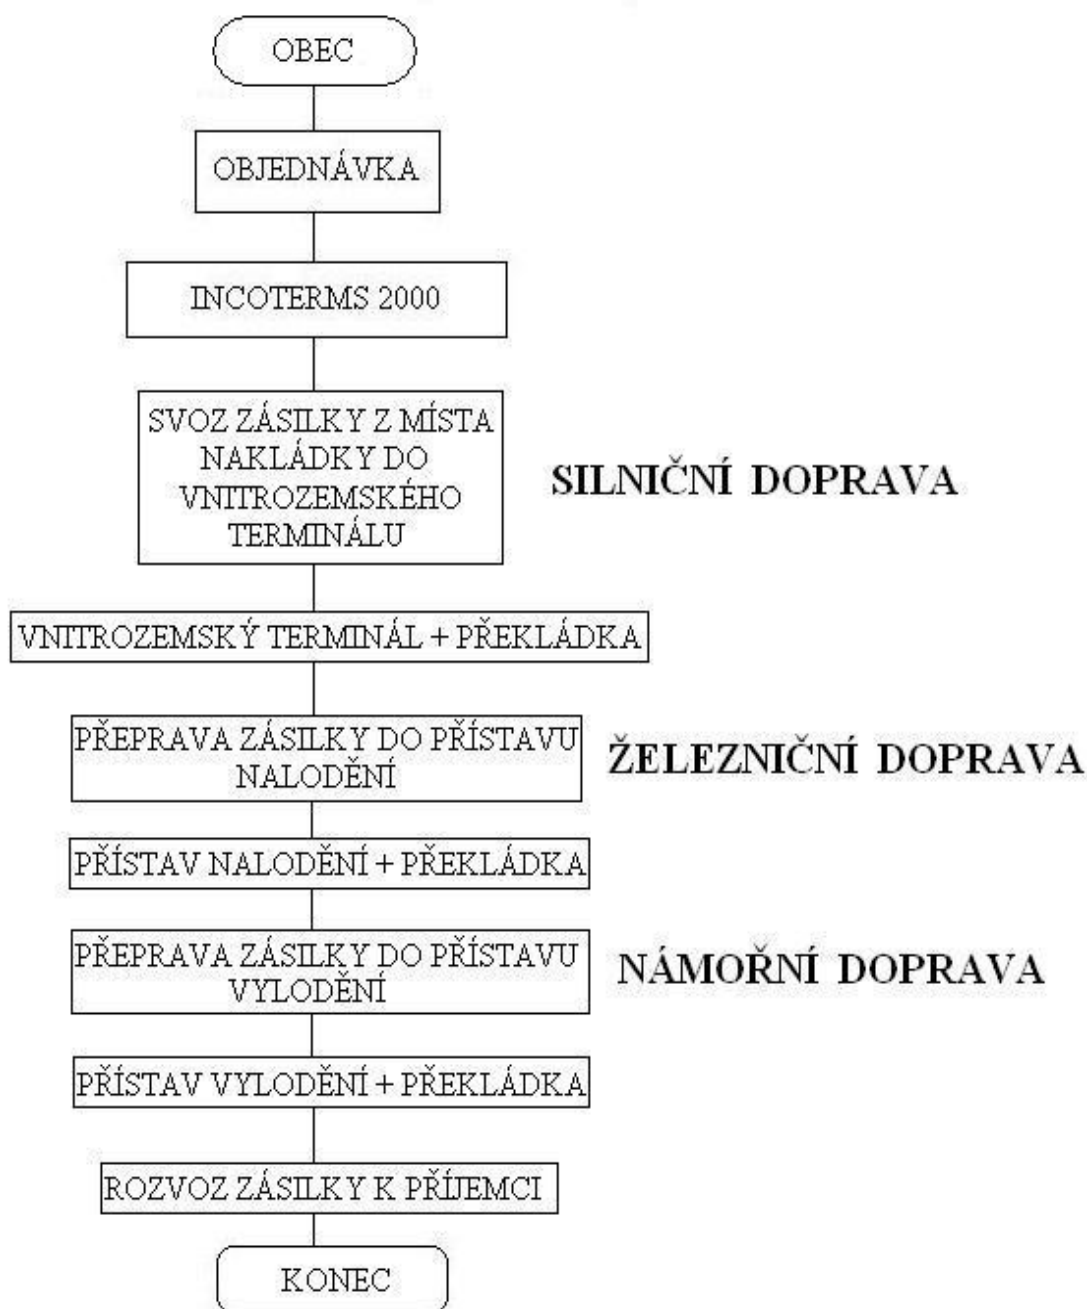 OBEC
OBJEDNÁVKA
INCOTERMS 2000
SVOZ ZÁSILKY Z MÍSTA
NAKLÁDKY DO
VNITROZEMSKÉHO
TERMINÁLU
SILNIČNÍ DOPRAVA
VNITROZEMSKÝ TERMINÁL + PŘEKLÁDKA
PŘEPRAVA ZÁSILKY DO PŘÍSTAVU
NALODĚNÍ
ŽELEZNIČNÍ DOPRAVA
PŘÍSTAV NALODĚNÍ + PŘEKLÁDKA
PŘEPRAVA ZÁSILKY DO PŘÍSTAVU
VYLODĚNÍ
NÁMOŘNÍ DOPRAVA
PŘÍSTAV VYLODĚNÍ + PŘEKLÁDKA
ROZVOZ ZÁSILKY K PŘÍJEMCI
KONEC